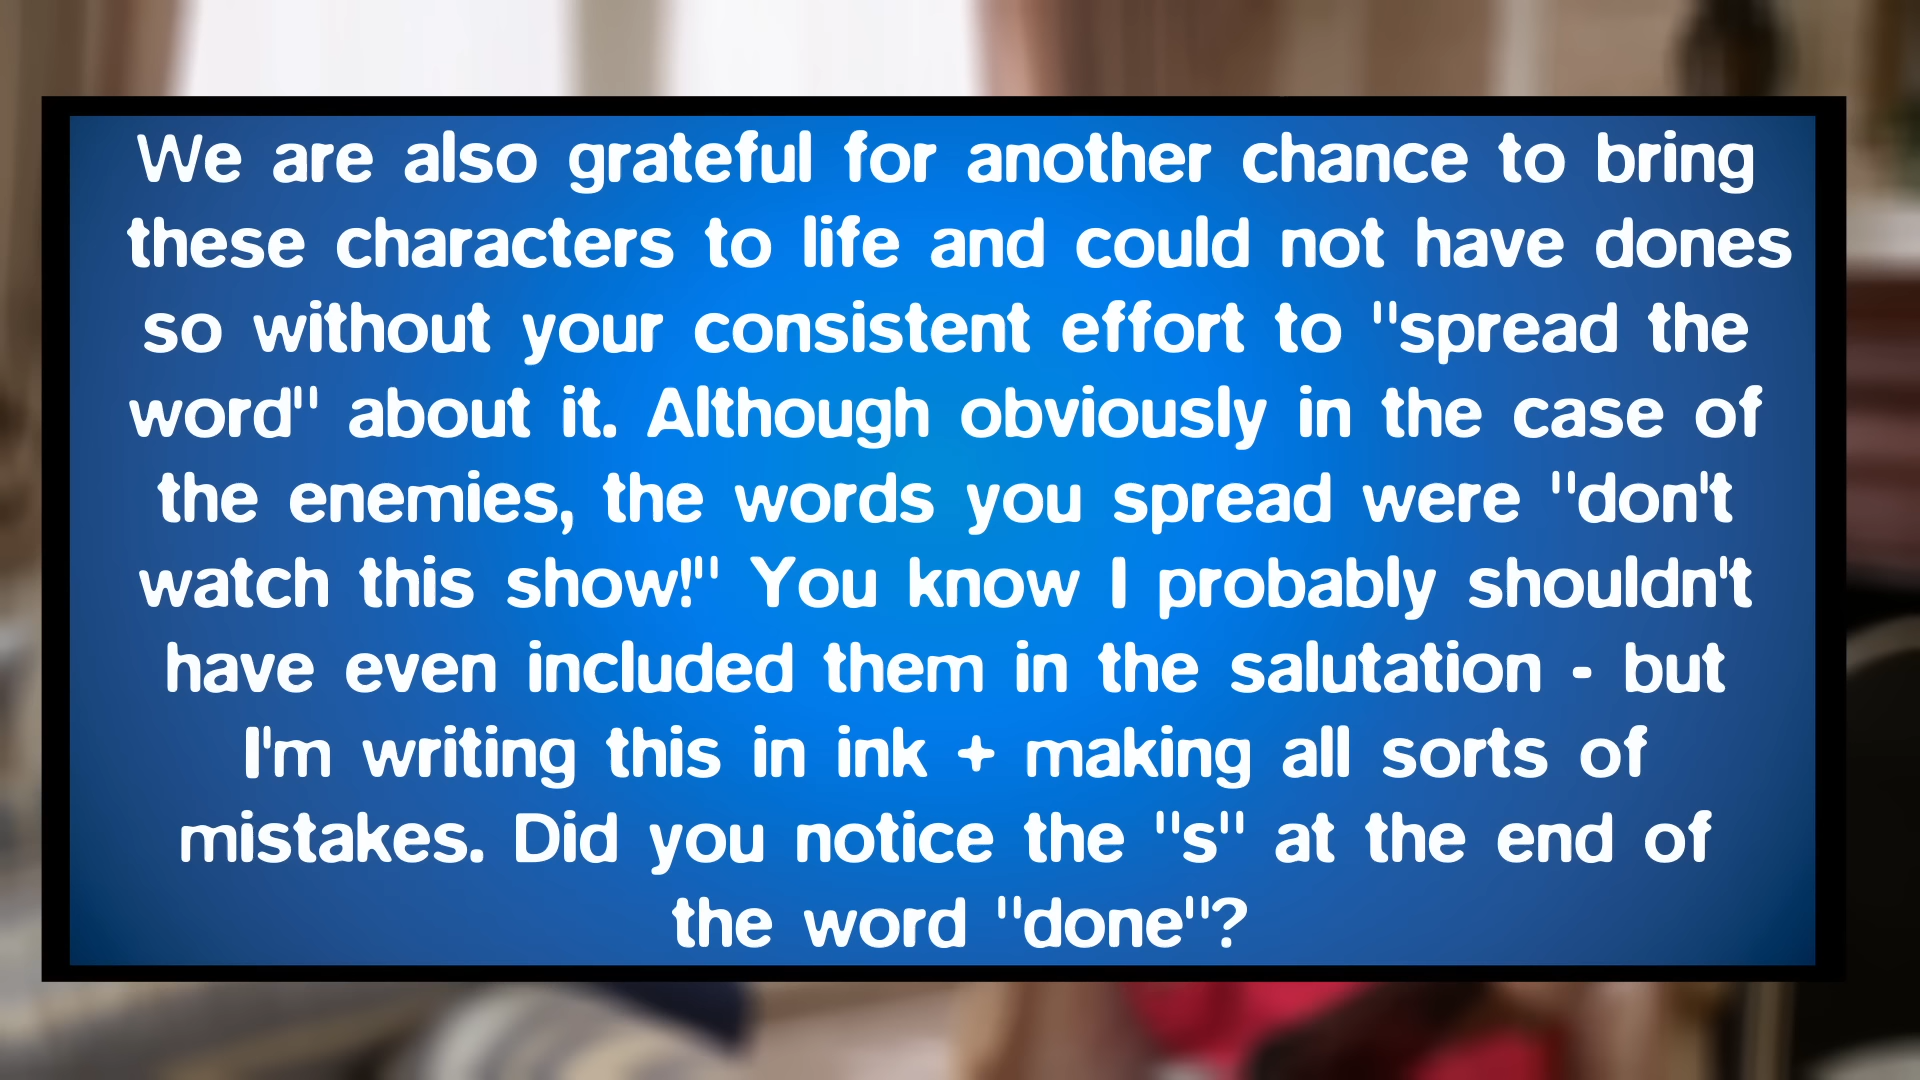 We are also grateful for another chance to bring
these characters to life and could not have dones
so without your consistent effort to "spread the
word" about it. Although obviously in the case of
the enemies, the words you spread were "don't
watch this show!" You know I probably shouldn't
have even included them in the salutation - but
I'm writing this in ink + making all sorts of
mistakes. Did you notice the "s" at the end of
the word "done"?